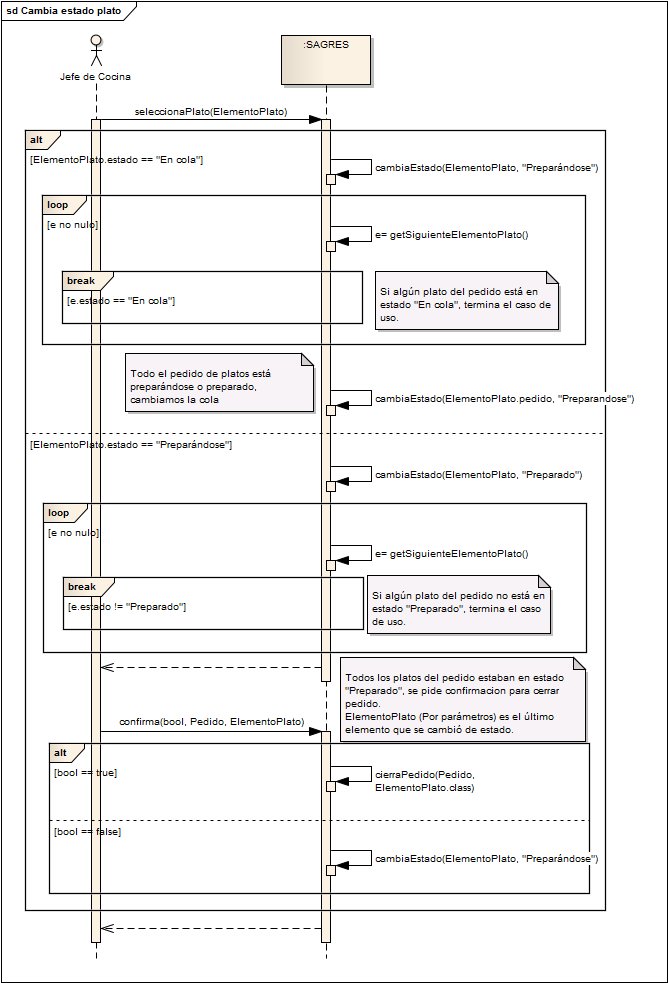 sd Cambia estado plato
:SAGRES
Jefe de Cocina
seleccionaPlato(ElementoPlato)
alt
[ElementoPlato.estado == "En cola"]
cambiaEstado(ElementoPlato, "Preparándose")
loop
[e no nulo]
e= getSiguienteElementoPlato()
break
[e.estado == "En cola"]
Si algún plato del pedido está en
estado "En cola", termina el caso de
uso.
Todo el pedido de platos está
preparándose o preparado,
cambiamos la cola
cambiaEstado(ElementoPlato.pedido, "Preparandose")
[ElementoPlato.estado == "Preparándose"]
cambiaEstado(ElementoPlato, "Preparado")
loop
[e no nulo]
e= getSiguienteElementoPlato()
break
[e.estado != "Preparado"]
Si algún plato del pedido no está en
estado "Preparado", termina el caso
de uso.
Todos los platos del pedido estaban en estado
"Preparado", se pide confirmacion para cerrar
pedido.
ElementoPlato (Por parámetros) es el último
elemento que se cambió de estado.
confirma(bool, Pedido, ElementoPlato)
alt
[bool == true]
cierraPedido(Pedido,
ElementoPlato.class)
[bool == false]
cambiaEstado(ElementoPlato, "Preparándose")